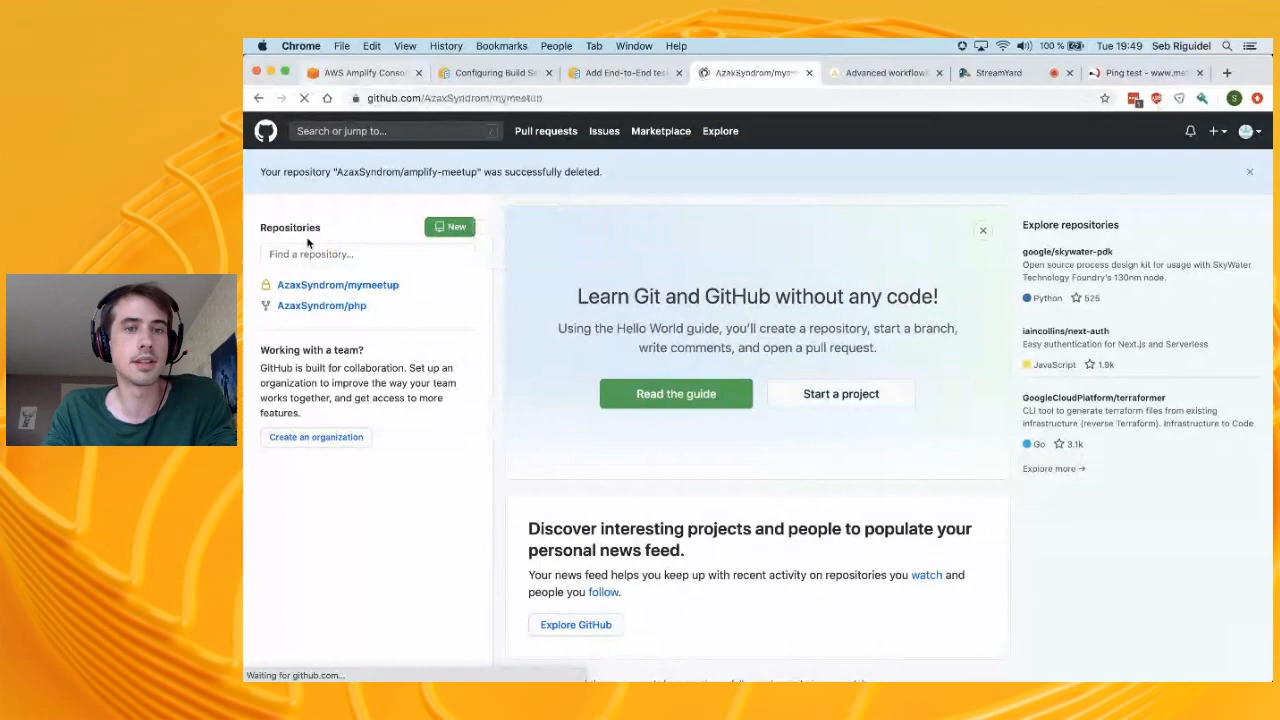 Chrome File Edit View History Bookmarks People Tab Window Help
100 % Tue 19:49 Seb Riguidel
AWS Amplify Conso
Configuring Build Se
Add End-to-End tes
AzaxSyndrom/mym
Advanced workflow
StreamYard
Ping test - www.me
github.com/AzaxSyndrom/mymeetup
Search or jump to... /
Pull requests Issues Marketplace Explore
Your repository "AzaxSyndrom/amplify-meetup" was successfully deleted.
Repositories
New
Find a repository...
AzaxSyndrom/mymeetup
AzaxSyndrom/php
Working with a team?
GitHub is built for collaboration. Set up an
organization to improve the way your team
works together, and get access to more
features.
Create an organization
Learn Git and GitHub without any code!
Using the Hello World guide, you'll create a repository, start a branch,
write comments, and open a pull request.
Read the guide
Start a project
Discover interesting projects and people to populate your
personal news feed.
Your news feed helps you keep up with recent activity on repositories you watch and
people you follow.
Explore GitHub
Explore repositories
google/skywater-pdk
Open source process design kit for usage with SkyWater
Technology Foundry's 130nm node.
Python 525
iaincollins/next-auth
Easy authentication for Next.js and Serverless
JavaScript 1.9k
GoogleCloudPlatform/terraformer
CLI tool to generate terraform files from existing
infrastructure (reverse Terraform). Infrastructure to Code
Go 3.1k
Explore more →
Waiting for github.com...